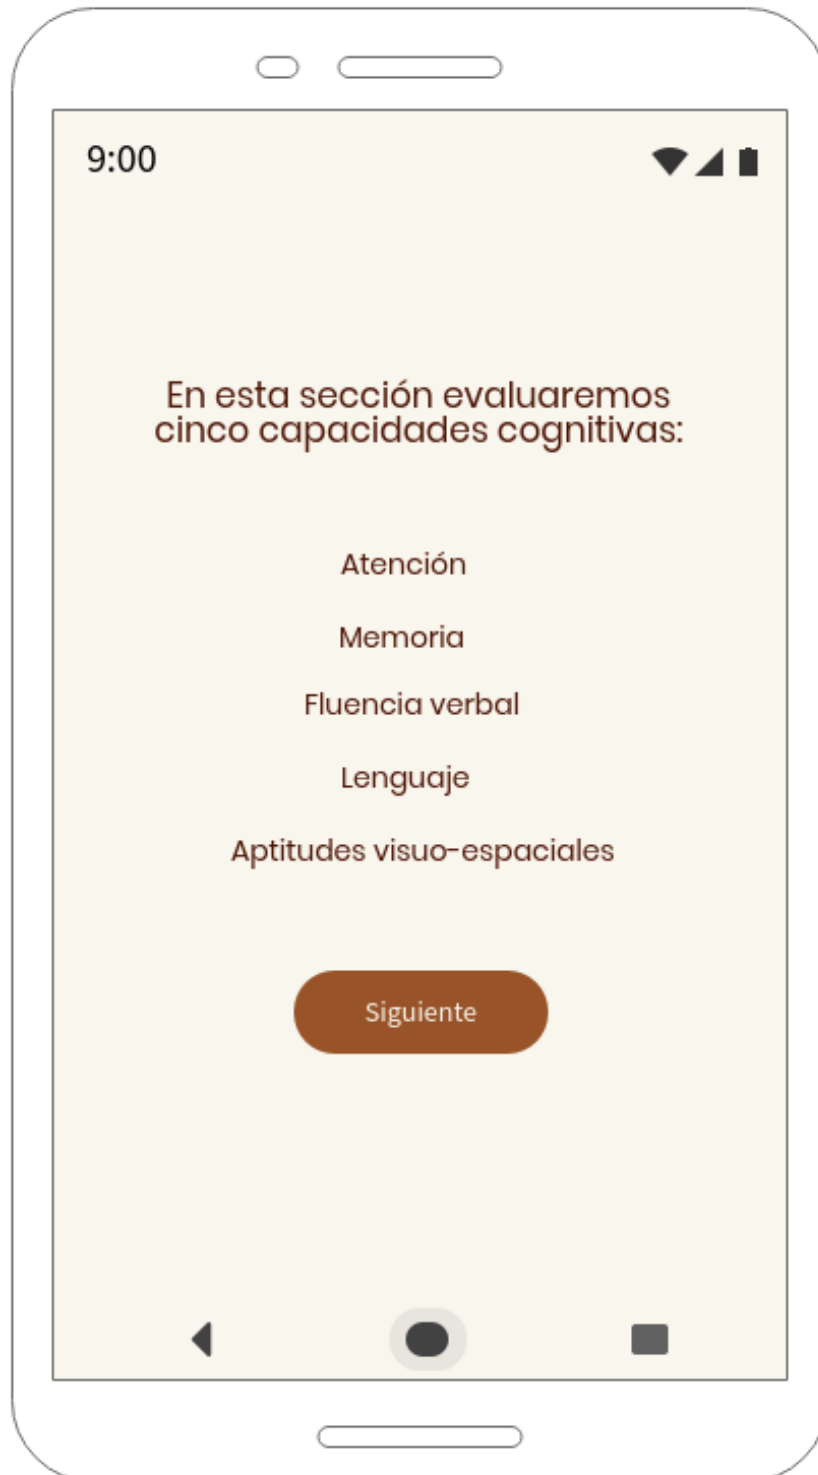 9:00
En esta sección evaluaremos
cinco capacidades cognitivas:
Atención
Memoria
Fluencia verbal
Lenguaje
Aptitudes visuo-espaciales
Siguiente